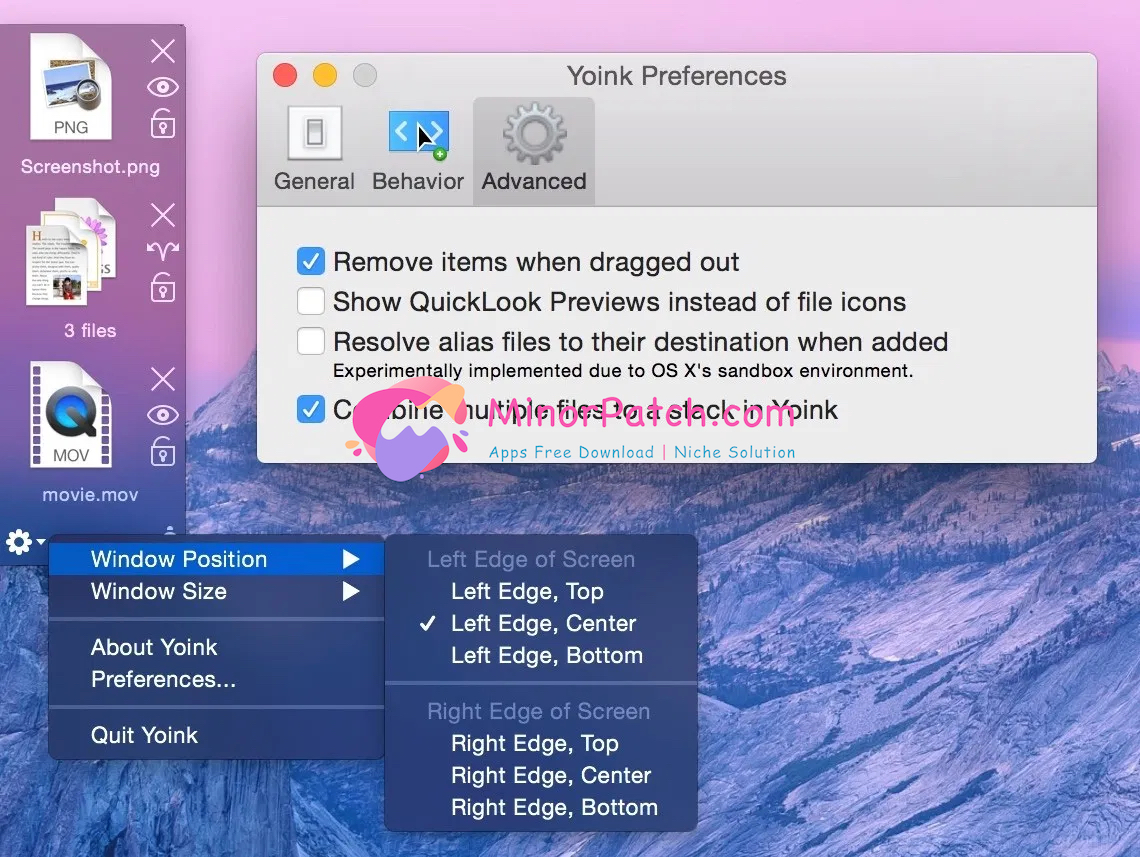 PNG
Screenshot.png
3 files
MOV
movie.mov
Yoink Preferences
General
Behavior
Advanced
Remove items when dragged out
Show QuickLook Previews instead of file icons
Resolve alias files to their destination when added
Experimentally implemented due to OS X's sandbox environment.
Combine multiple files to a stack in Yoink
MinorPatch.com
Apps Free Download | Niche Solution
Window Position
Window Size
About Yoink
Preferences...
Quit Yoink
Left Edge of Screen
Left Edge, Top
Left Edge, Center
Left Edge, Bottom
Right Edge of Screen
Right Edge, Top
Right Edge, Center
Right Edge, Bottom